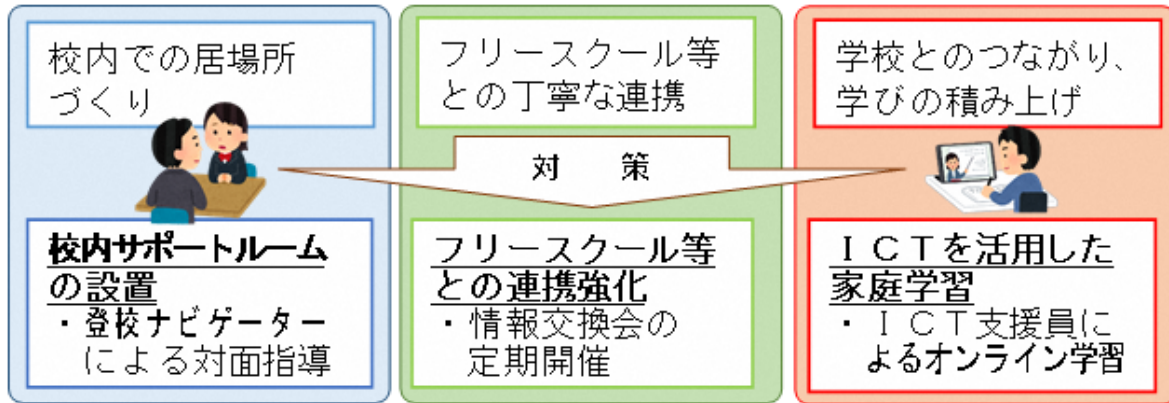 校内での居場所
づくり
フリースクール等
との丁寧な連携
学校とのつながり、
学びの積み上げ
対　策
校内サポートルーム
の設置
・登校ナビゲーター
による対面指導
フリースクール等
との連携強化
・情報交換会の
定期開催
ＩＣＴを活用した
家庭学習
・ＩＣＴ支援員に
よるオンライン学習